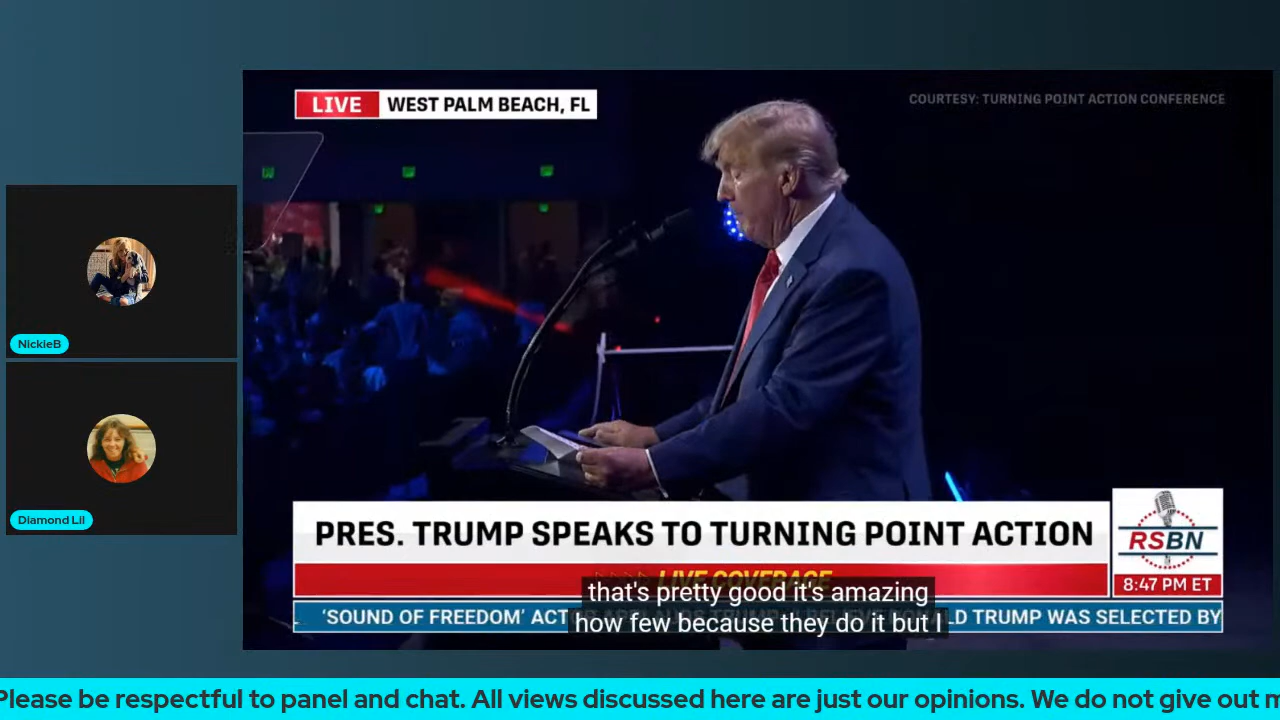 LIVE WEST PALM BEACH, FL
COURTESY: TURNING POINT ACTION CONFERENCE
NickieB
Diamond Lil
PRES. TRUMP SPEAKS TO TURNING POINT ACTION
RSBN
LIVE COVERAGE
8:47 PM ET
that's pretty good it's amazing
how few because they do it but I
'SOUND OF FREEDOM' ACT LD TRUMP WAS SELECTED BY
Please be respectful to panel and chat. All views discussed here are just our opinions. We do not give out m